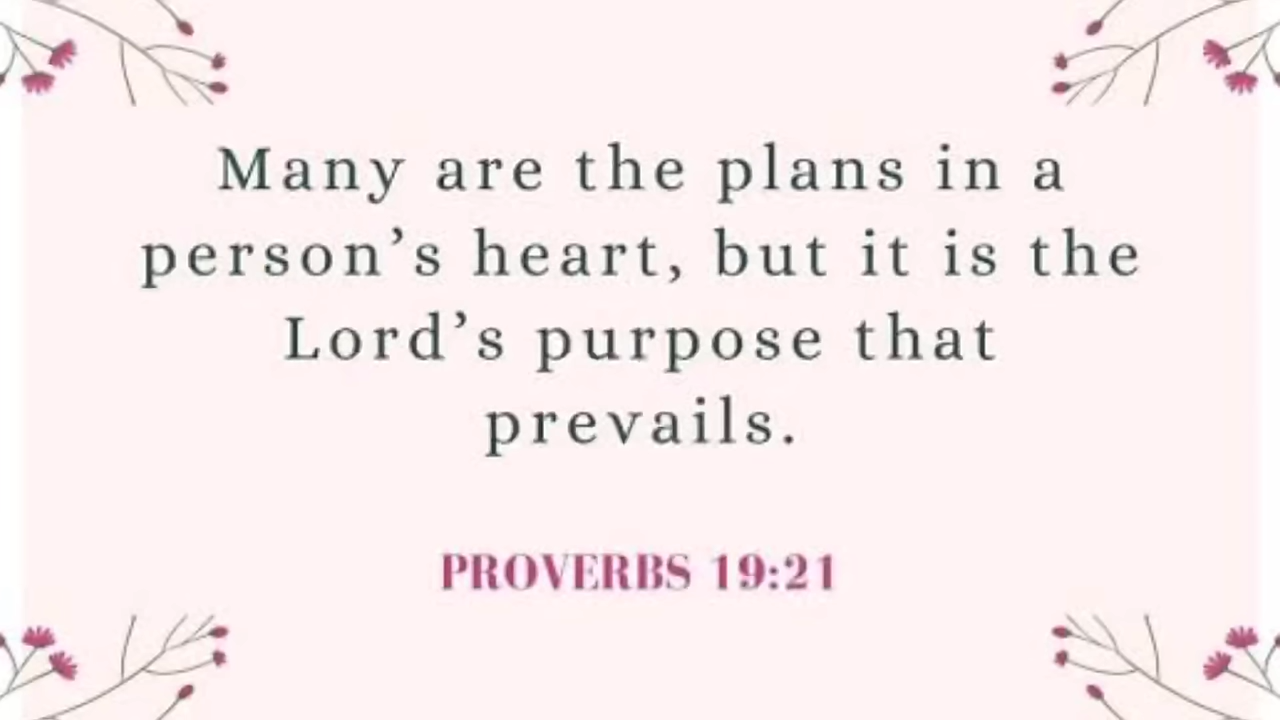 Many are the plans in a
person’s heart, but it is the
Lord’s purpose that
prevails.
PROVERBS 19:21